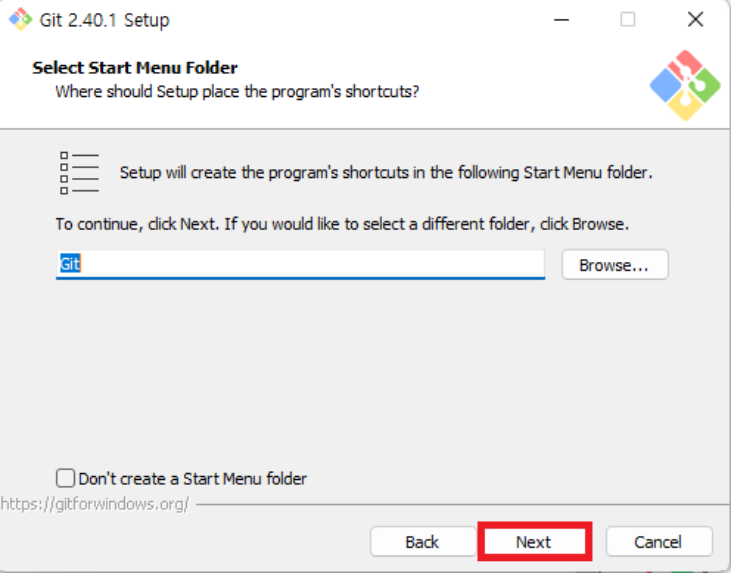 Git 2.40.1 Setup
Select Start Menu Folder
Where should Setup place the program's shortcuts?
Setup will create the program's shortcuts in the following Start Menu folder.
To continue, click Next. If you would like to select a different folder, click Browse.
Git
Browse...
Don't create a Start Menu folder
https://gitforwindows.org/
Back
Next
Cancel